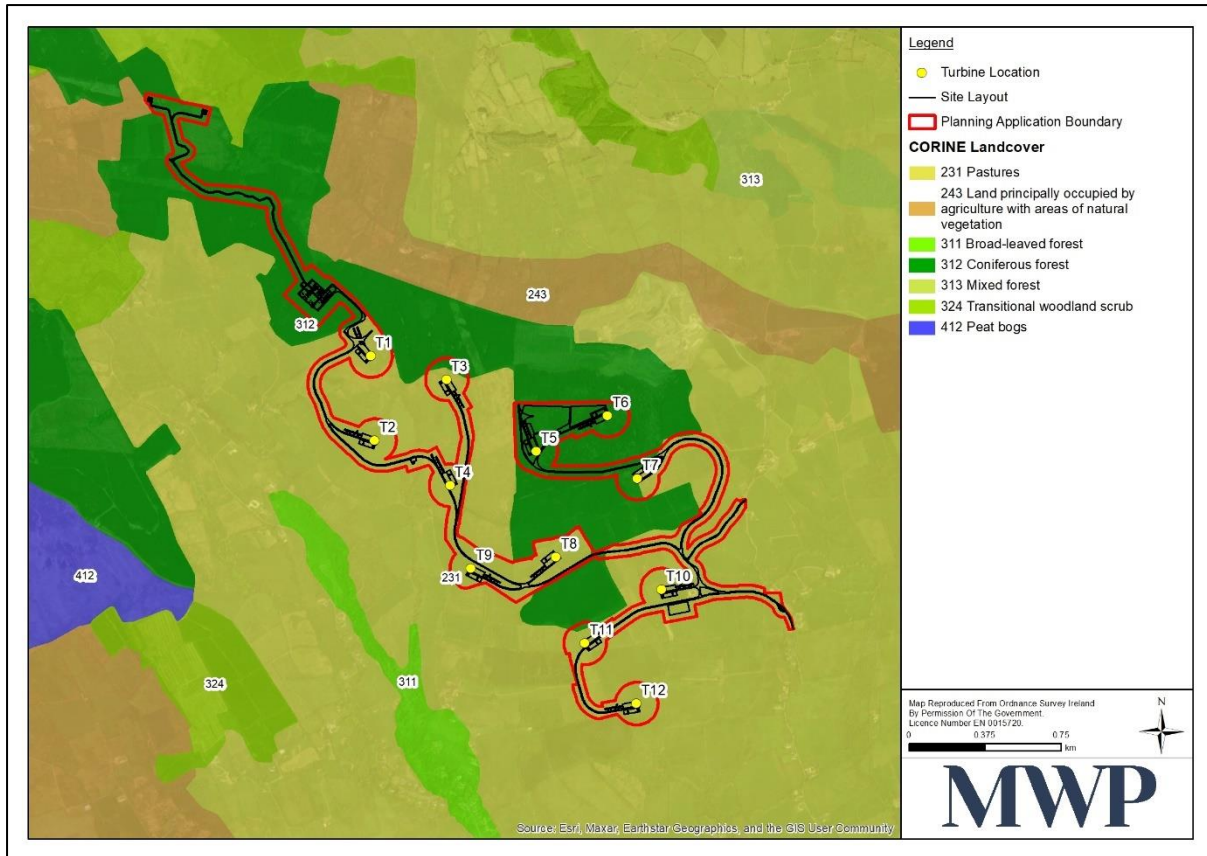 313
243
312
T1
T3
T6
T2
T5
T4
T7
T9
T8
231
T10
412
T11
324
311
T12
Source: Esri, Maxar, Earthstar Geographics, and the GIS User Community
Legend
Turbine Location
Site Layout
Planning Application Boundary
CORINE Landcover
231 Pastures
243 Land principally occupied by
agriculture with areas of natural
vegetation
311 Broad-leaved forest
312 Coniferous forest
313 Mixed forest
324 Transitional woodland scrub
412 Peat bogs
Map Reproduced From Ordnance Survey Ireland
By Permission Of The Government.
Licence Number EN 0015720.
N
0 0.375 0.75
km
MWP